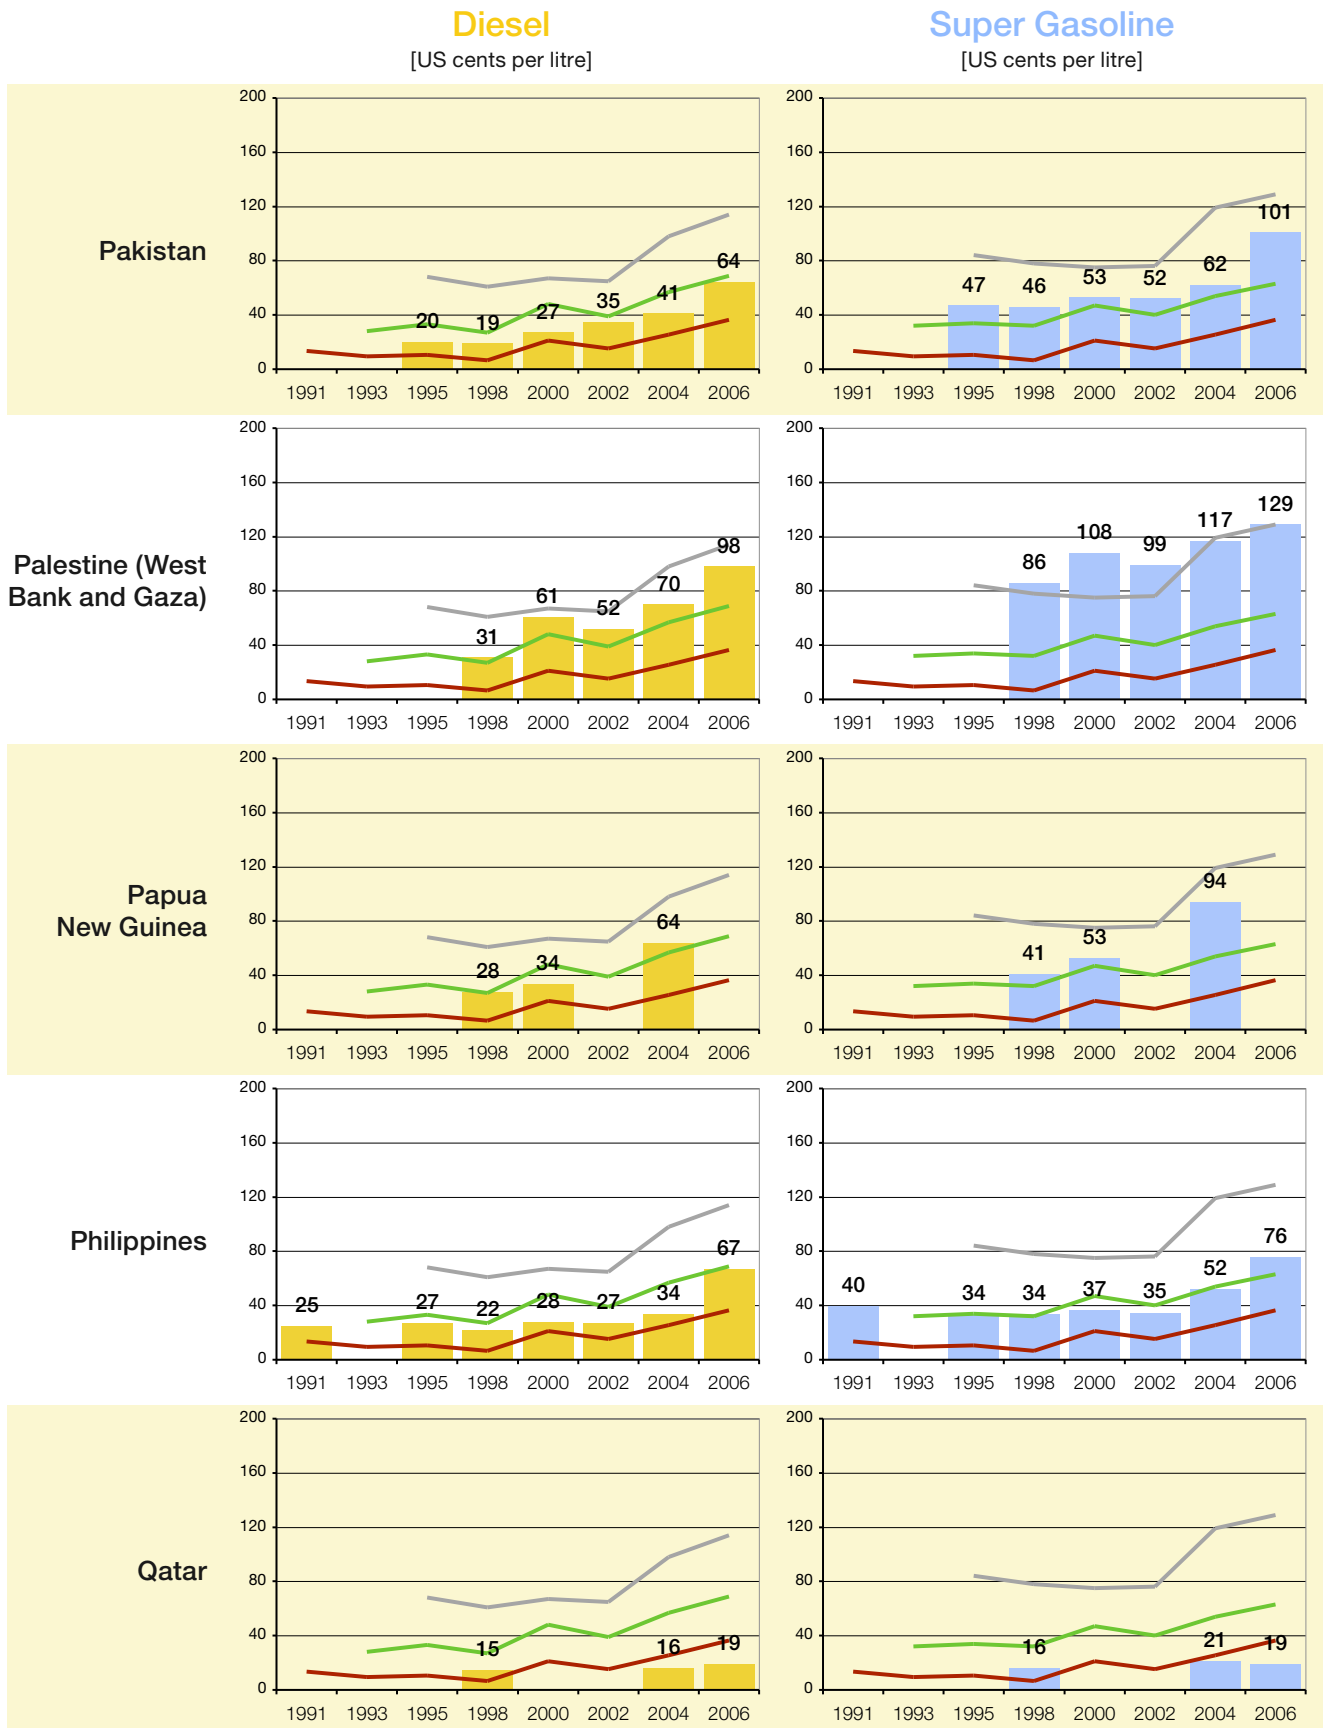 Diesel
[US cents per litre]
Super Gasoline
[US cents per litre]
Pakistan
200
160
120
80
40
0
20 19 27 35 41 64
1991 1993 1995 1998 2000 2002 2004 2006
200
160
120
80
40
0
47 46 53 52 62 101
1991 1993 1995 1998 2000 2002 2004 2006
Palestine (West
Bank and Gaza)
200
160
120
80
40
0
31 61 52 70 98
1991 1993 1995 1998 2000 2002 2004 2006
200
160
120
80
40
0
86 108 99 117 129
1991 1993 1995 1998 2000 2002 2004 2006
Papua
New Guinea
200
160
120
80
40
0
28 34 64
1991 1993 1995 1998 2000 2002 2004 2006
200
160
120
80
40
0
41 53 94
1991 1993 1995 1998 2000 2002 2004 2006
Philippines
200
160
120
80
40
0
25 27 22 28 27 34 67
1991 1993 1995 1998 2000 2002 2004 2006
200
160
120
80
40
0
40 34 34 37 35 52 76
1991 1993 1995 1998 2000 2002 2004 2006
Qatar
200
160
120
80
40
0
15 16 19
1991 1993 1995 1998 2000 2002 2004 2006
200
160
120
80
40
0
16 21 19
1991 1993 1995 1998 2000 2002 2004 2006